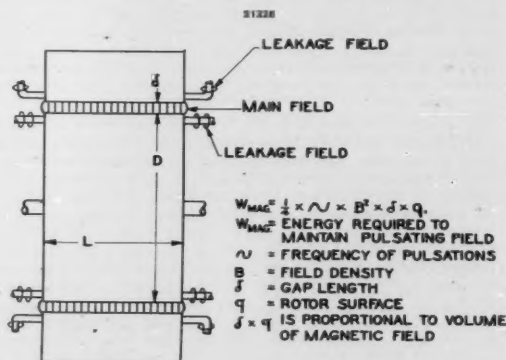 21226
LEAKAGE FIELD
δ
MAIN FIELD
LEAKAGE FIELD
D
L
W_MAG = ½ × ∿ × B² × δ × q.
W_MAG = ENERGY REQUIRED TO
MAINTAIN PULSATING FIELD
∿ = FREQUENCY OF PULSATIONS
B = FIELD DENSITY
δ = GAP LENGTH
q = ROTOR SURFACE
δ × q IS PROPORTIONAL TO VOLUME
OF MAGNETIC FIELD